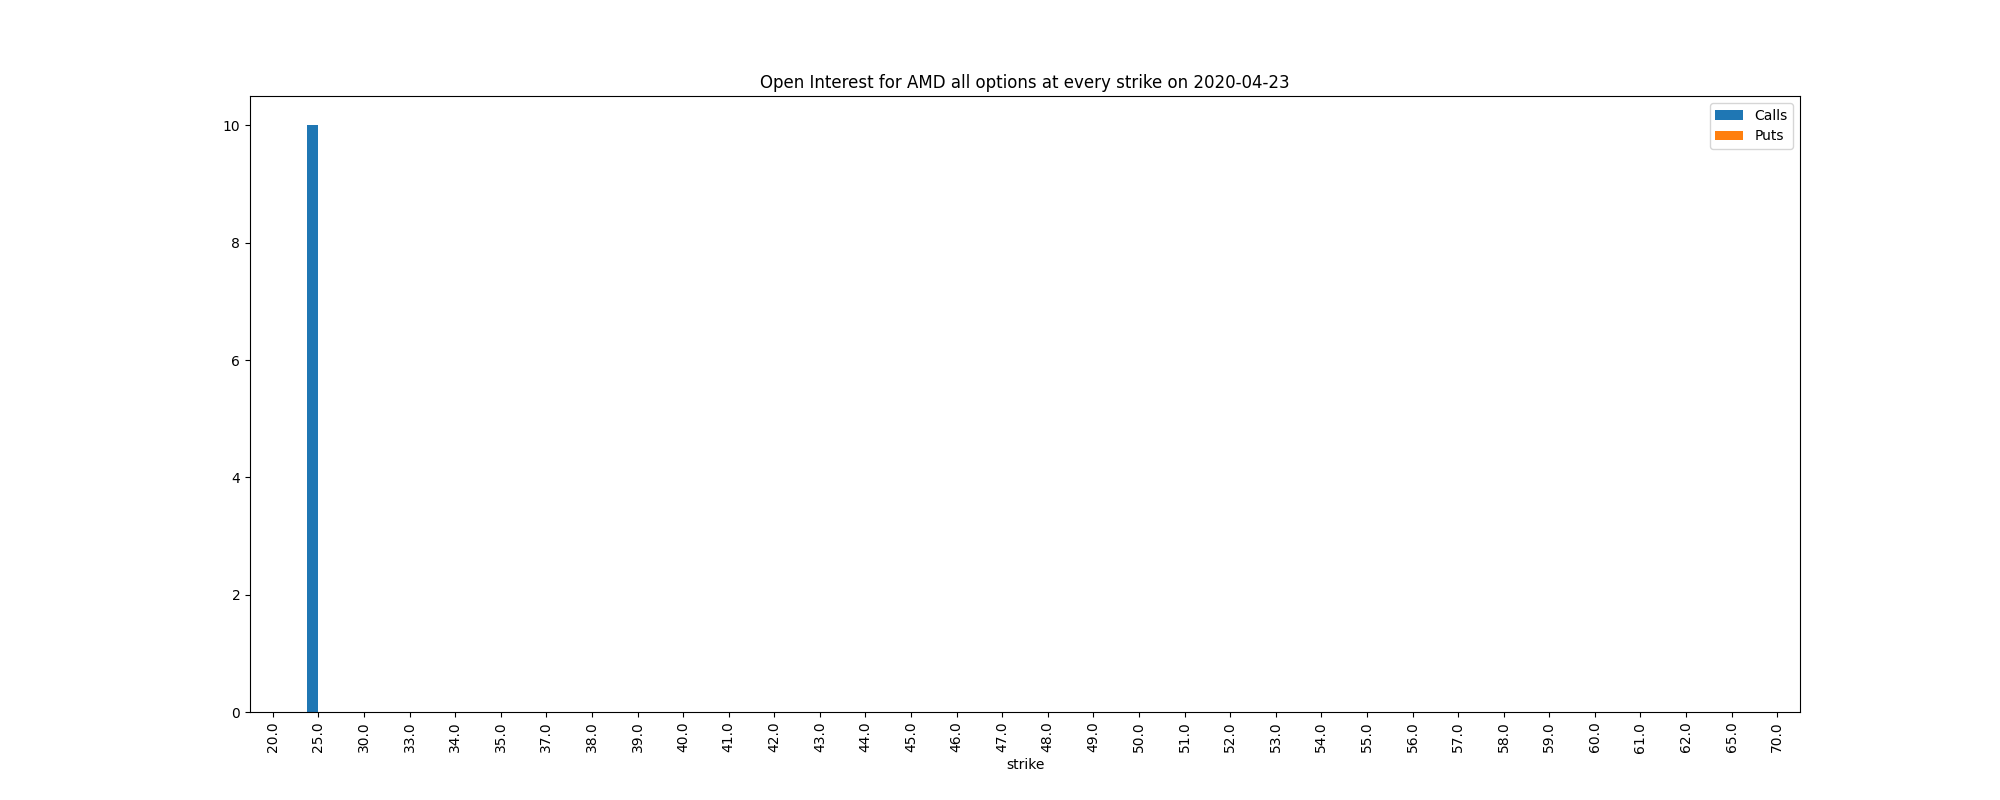 Open Interest for AMD all options at every strike on 2020-04-23
Calls
Puts
10
8
6
4
2
0
20.0 25.0 30.0 33.0 34.0 35.0 37.0 38.0 39.0 40.0 41.0 42.0 43.0 44.0 45.0 46.0 47.0 48.0 49.0 50.0 51.0 52.0 53.0 54.0 55.0 56.0 57.0 58.0 59.0 60.0 61.0 62.0 65.0 70.0
strike